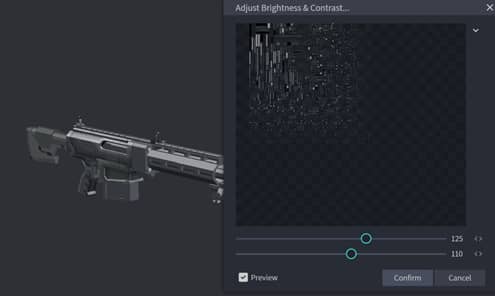 Adjust Brightness & Contrast...
125
110
Preview
Confirm
Cancel